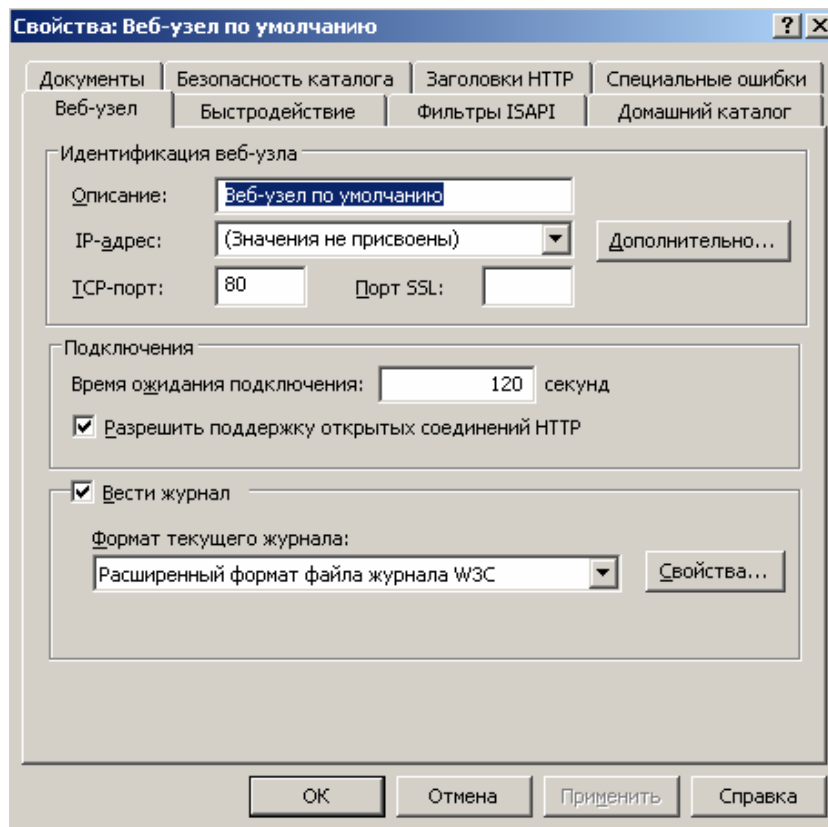 Свойства: Веб-узел по умолчанию
Документы Безопасность каталога Заголовки HTTP Специальные ошибки
Веб-узел Быстродействие Фильтры ISAPI Домашний каталог
Идентификация веб-узла
Описание: Веб-узел по умолчанию
IP-адрес: (Значения не присвоены) Дополнительно...
TCP-порт: 80 Порт SSL:
Подключения
Время ожидания подключения: 120 секунд
Разрешить поддержку открытых соединений HTTP
Вести журнал
Формат текущего журнала:
Расширенный формат файла журнала W3C Свойства...
OK Отмена Применить Справка